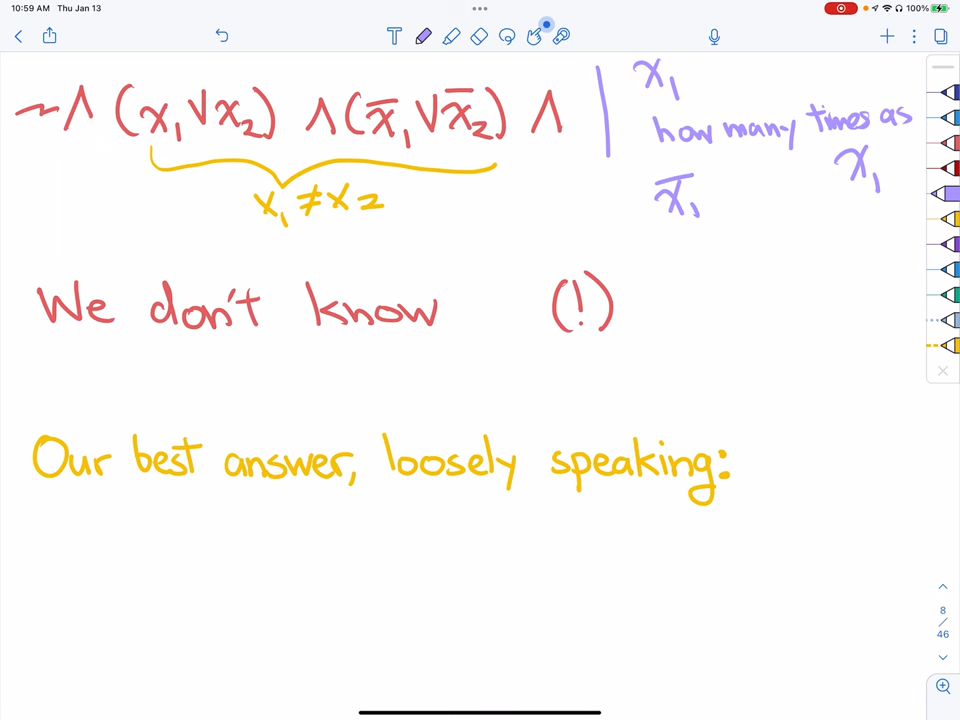 10:59 AM Thu Jan 13
100%
~∧ (x₁ ∨ x₂) ∧ (x̄₁ ∨ x̄₂) ∧
x₁ ≠ x₂
x₁
how many times as
x₁
x̄₁
We don't know (!)
Our best answer, loosely speaking:
8
/
46